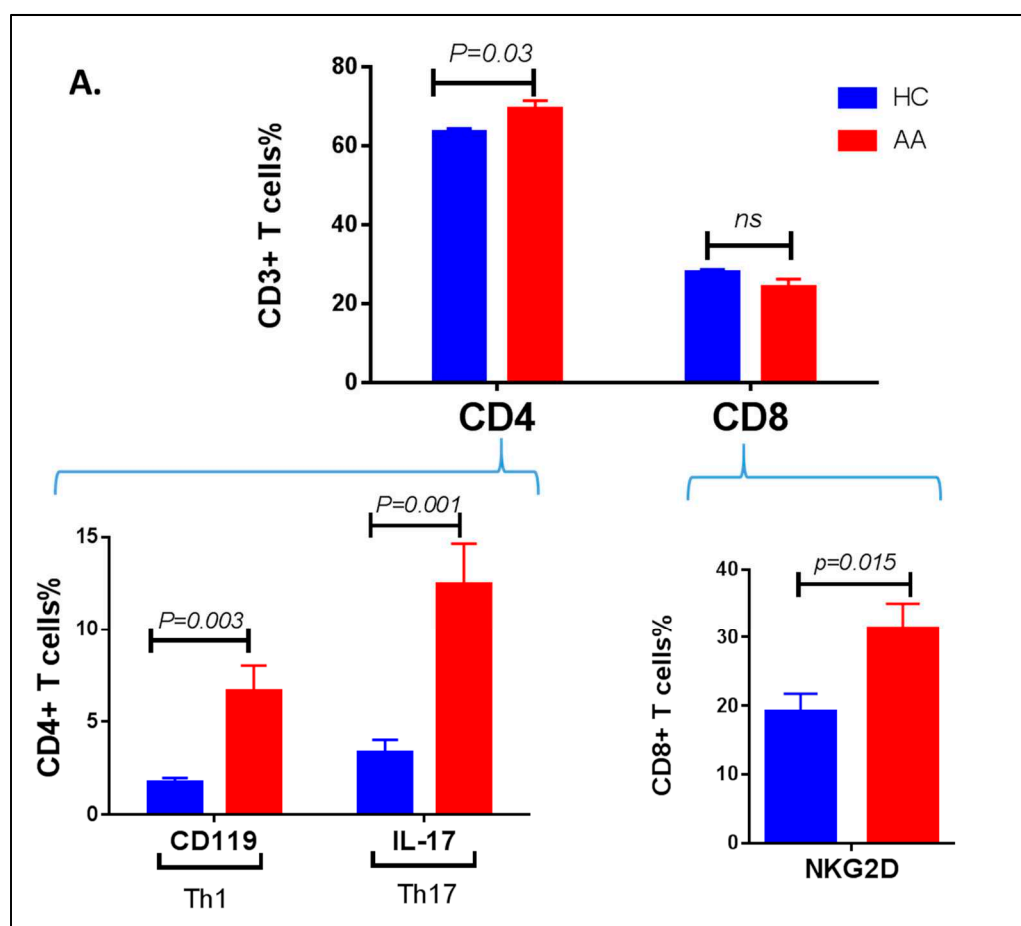 A.
P=0.03
HC
AA
ns
CD3+ T cells%
80
60
40
20
0
CD4
CD8
P=0.003
P=0.001
CD4+ T cells%
15
10
5
0
CD119
IL-17
Th1
Th17
p=0.015
CD8+ T cells%
40
30
20
10
0
NKG2D